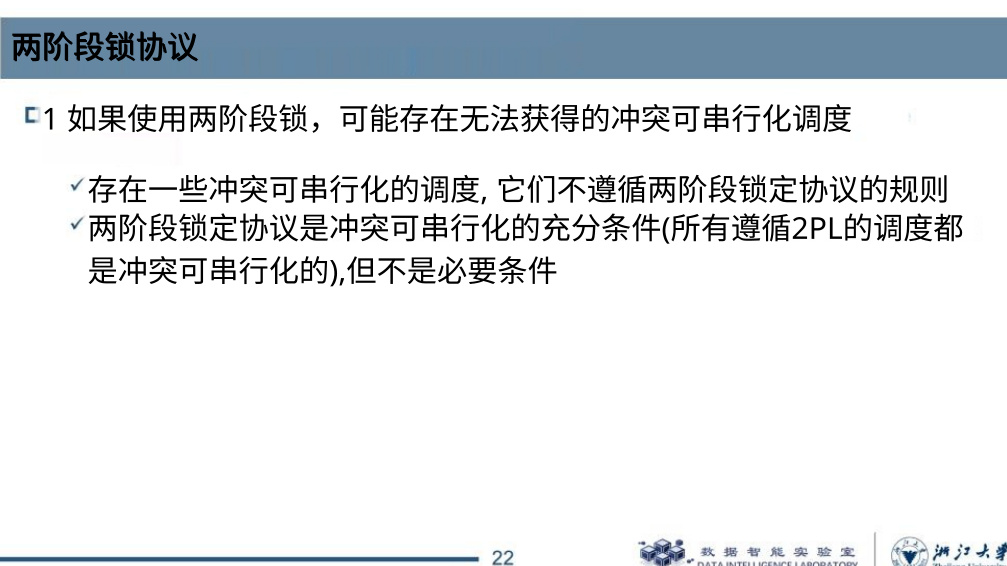 两阶段锁协议
1 如果使用两阶段锁，可能存在无法获得的冲突可串行化调度
存在一些冲突可串行化的调度, 它们不遵循两阶段锁定协议的规则
两阶段锁定协议是冲突可串行化的充分条件(所有遵循2PL的调度都
是冲突可串行化的),但不是必要条件
22
数据智能实验室
DATA INTELLIGENCE LABORATORY
浙江大学